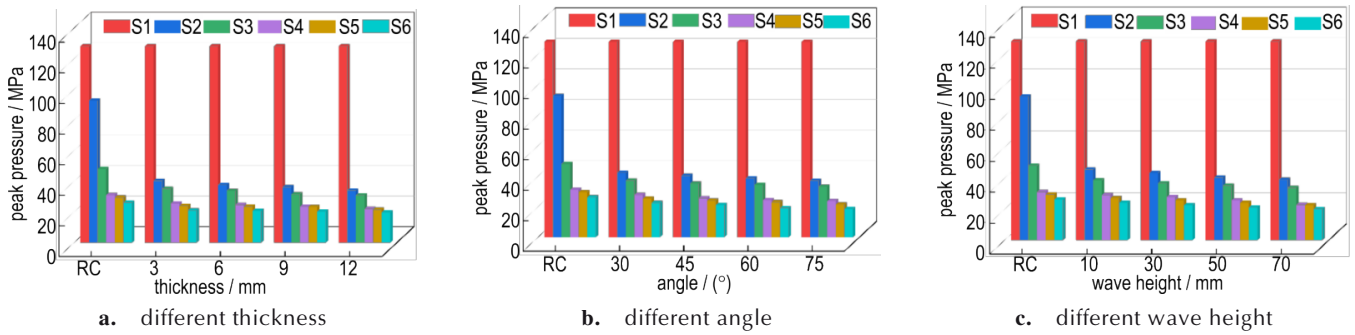 S1 S2 S3 S4 S5 S6
140
120
100
80
60
40
20
0
peak pressure / MPa
RC 3 6 9 12
thickness / mm
a. different thickness
S1 S2 S3 S4 S5 S6
140
120
100
80
60
40
20
0
peak pressure / MPa
RC 30 45 60 75
angle / (°)
b. different angle
S1 S2 S3 S4 S5 S6
140
120
100
80
60
40
20
0
peak pressure / MPa
RC 10 30 50 70
wave height / mm
c. different wave height